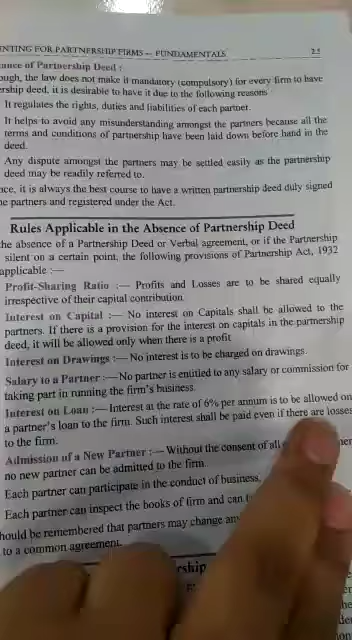 NTING FOR PARTNERSHIP FIRMS — FUNDAMENTALS 2.5
ance of Partnership Deed :
ough, the law does not make it mandatory (compulsory) for every firm to have
ership deed, it is desirable to have it due to the following reasons
It regulates the rights, duties and liabilities of each partner.
It helps to avoid any misunderstanding amongst the partners because all the
terms and conditions of partnership have been laid down before hand in the
deed.
Any dispute amongst the partners may be settled easily as the partnership
deed may be readily referred to.
nce, it is always the best course to have a written partnership deed duly signed
he partners and registered under the Act.
Rules Applicable in the Absence of Partnership Deed
he absence of a Partnership Deed or Verbal agreement, or if the Partnership
silent on a certain point, the following provisions of Partnership Act, 1932
applicable :—
Profit-Sharing Ratio :— Profits and Losses are to be shared equally
irrespective of their capital contribution.
Interest on Capital :— No interest on Capitals shall be allowed to the
partners. If there is a provision for the interest on capitals in the partnership
deed, it will be allowed only when there is a profit
Interest on Drawings :— No interest is to be charged on drawings.
Salary to a Partner :— No partner is entitled to any salary or commission for
taking part in running the firm's business.
Interest on Loan :— Interest at the rate of 6% per annum is to be allowed on
a partner's loan to the firm. Such interest shall be paid even if there are losses
to the firm.
Admission of a New Partner :— Without the consent of all
no new partner can be admitted to the firm.
Each partner can participate in the conduct of business.
Each partner can inspect the books of firm and can
hould be remembered that partners may change any
to a common agreement.
rship